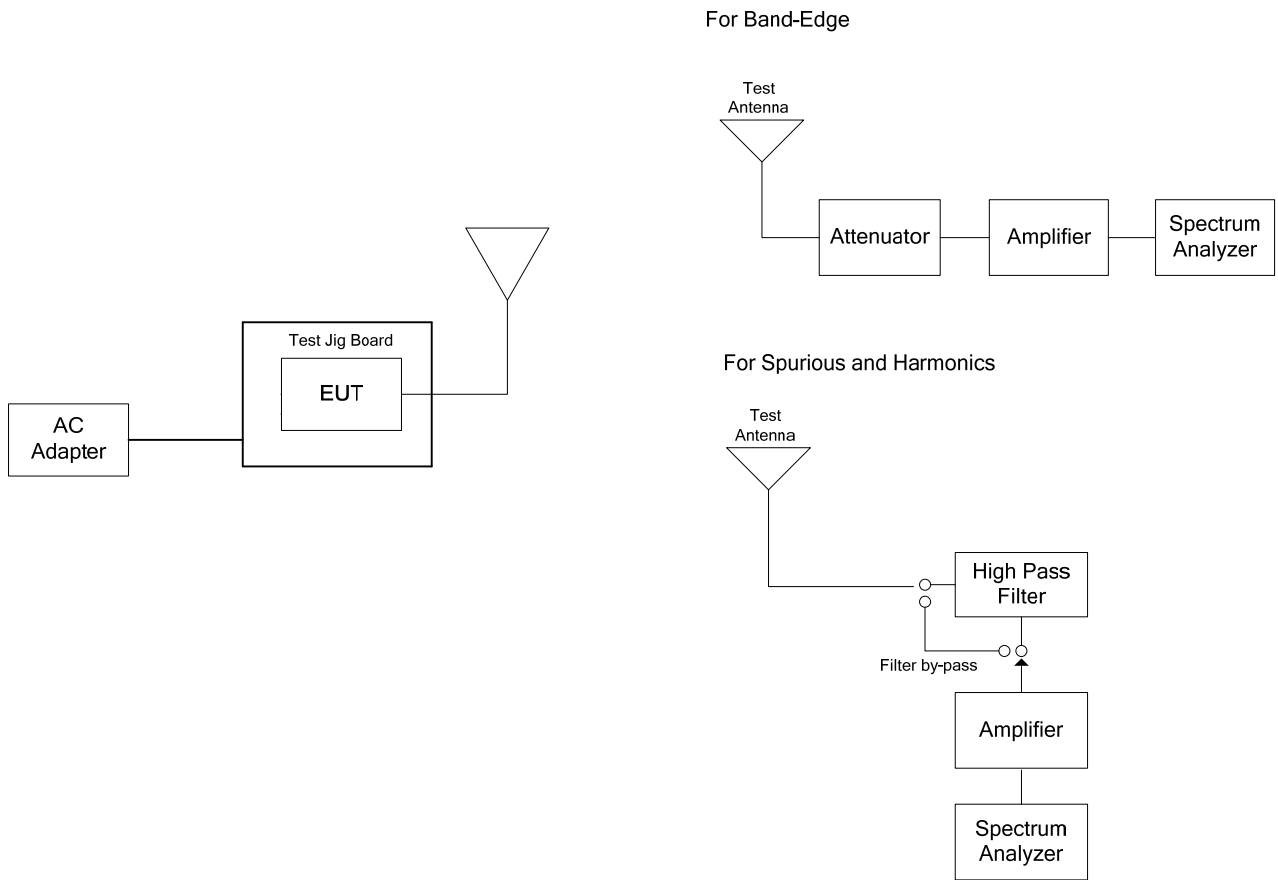 For Band-Edge
Test
Antenna
Attenuator
Amplifier
Spectrum
Analyzer
Test Jig Board
EUT
AC
Adapter
For Spurious and Harmonics
Test
Antenna
High Pass
Filter
Filter by-pass
Amplifier
Spectrum
Analyzer